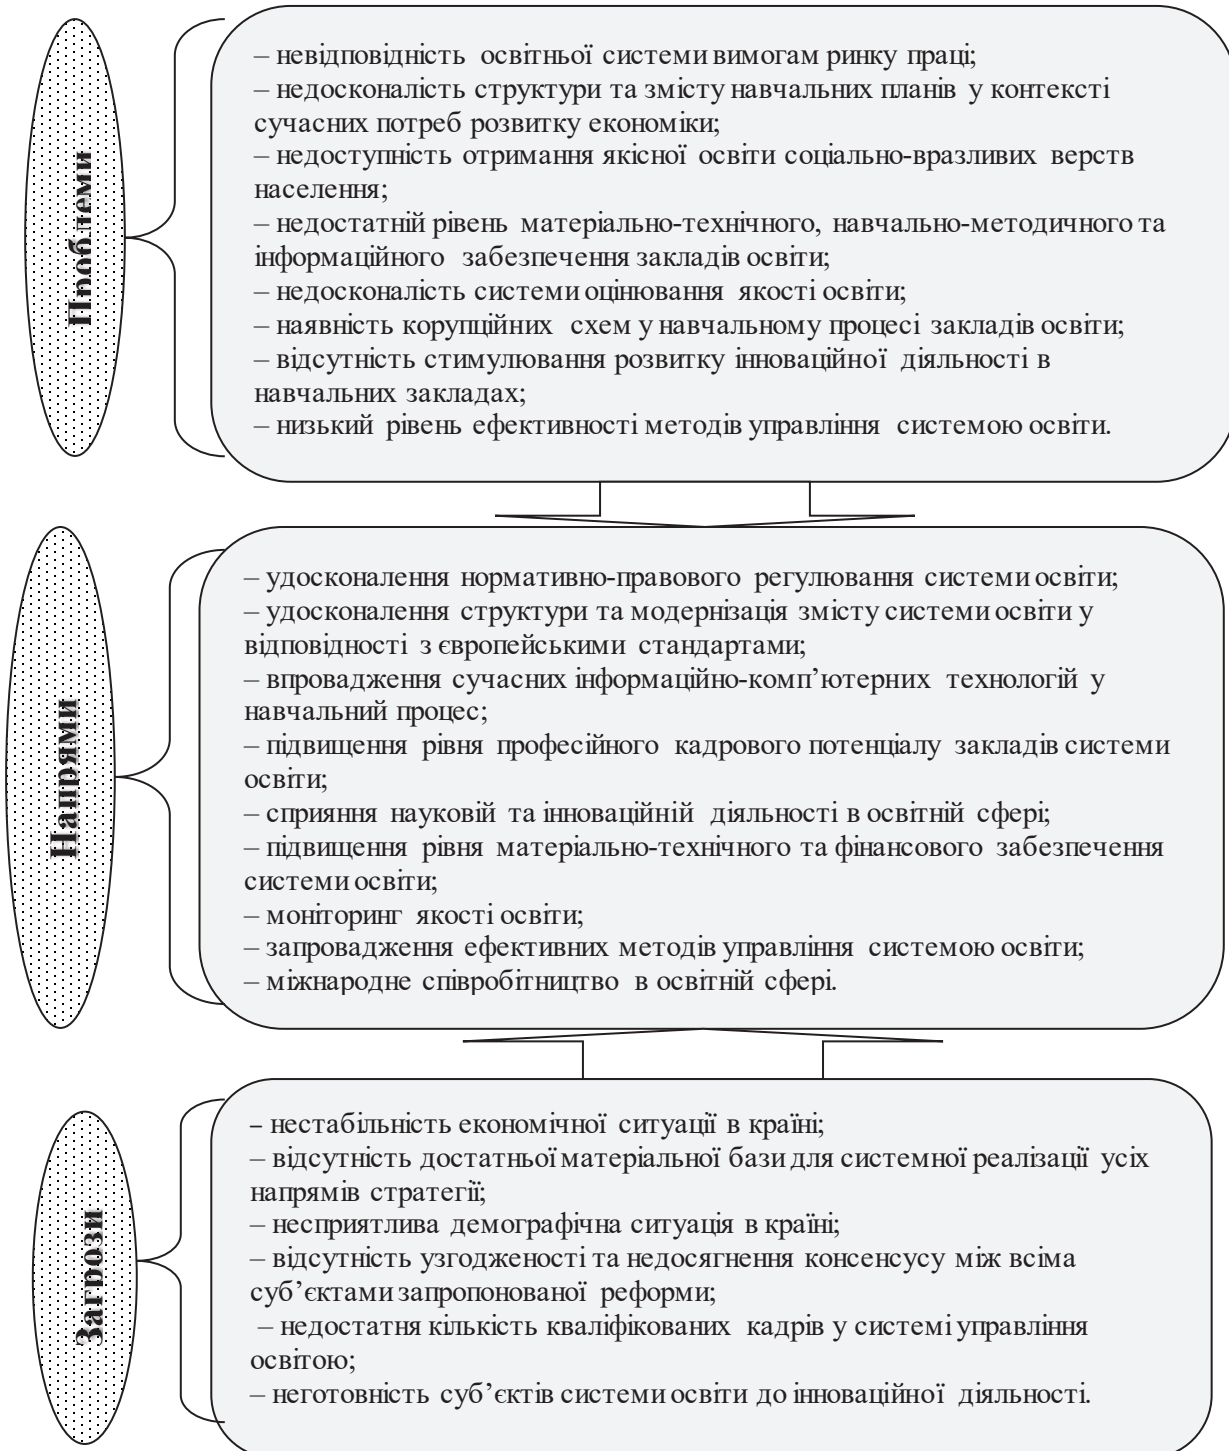 Проблеми
– невідповідність освітньої системи вимогам ринку праці;
– недосконалість структури та змісту навчальних планів у контексті
сучасних потреб розвитку економіки;
– недоступність отримання якісної освіти соціально-вразливих верств
населення;
– недостатній рівень матеріально-технічного, навчально-методичного та
інформаційного забезпечення закладів освіти;
– недосконалість системи оцінювання якості освіти;
– наявність корупційних схем у навчальному процесі закладів освіти;
– відсутність стимулювання розвитку інноваційної діяльності в
навчальних закладах;
– низький рівень ефективності методів управління системою освіти.
Напрями
– удосконалення нормативно-правового регулювання системи освіти;
– удосконалення структури та модернізація змісту системи освіти у
відповідності з європейськими стандартами;
– впровадження сучасних інформаційно-комп’ютерних технологій у
навчальний процес;
– підвищення рівня професійного кадрового потенціалу закладів системи
освіти;
– сприяння науковій та інноваційній діяльності в освітній сфері;
– підвищення рівня матеріально-технічного та фінансового забезпечення
системи освіти;
– моніторинг якості освіти;
– запровадження ефективних методів управління системою освіти;
– міжнародне співробітництво в освітній сфері.
Загрози
– нестабільність економічної ситуації в країні;
– відсутність достатньої матеріальної бази для системної реалізації усіх
напрямів стратегії;
– несприятлива демографічна ситуація в країні;
– відсутність узгодженості та недосягнення консенсусу між всіма
суб’єктами запропонованої реформи;
– недостатня кількість кваліфікованих кадрів у системі управління
освітою;
– неготовність суб’єктів системи освіти до інноваційної діяльності.